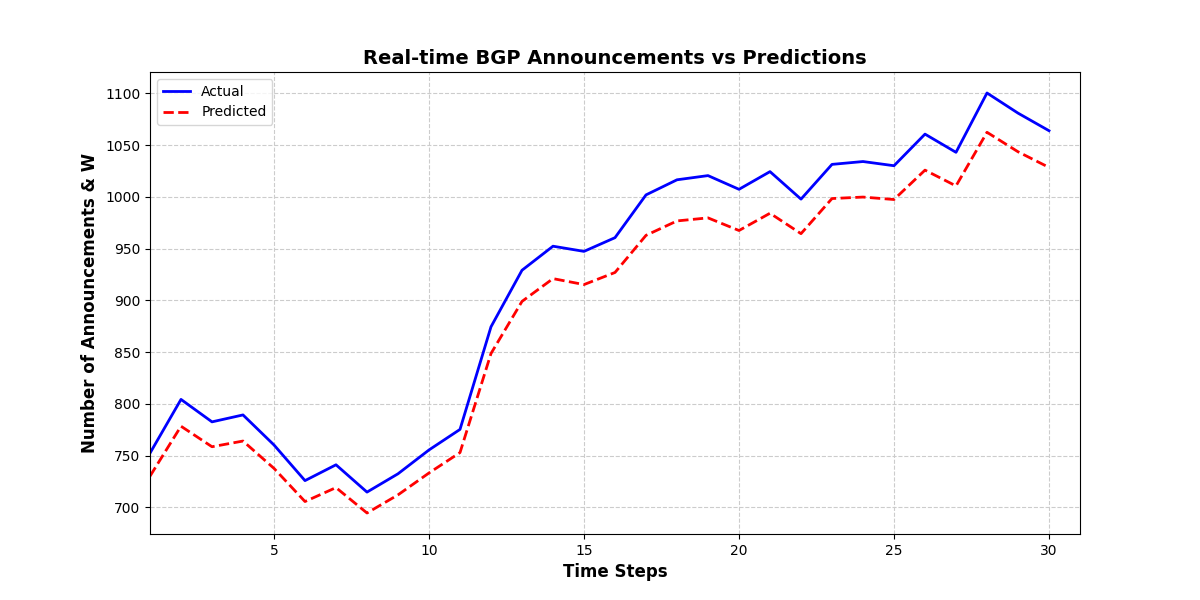 Real-time BGP Announcements vs Predictions
Actual
Predicted
Number of Announcements & W
1100
1050
1000
950
900
850
800
750
700
5 10 15 20 25 30
Time Steps